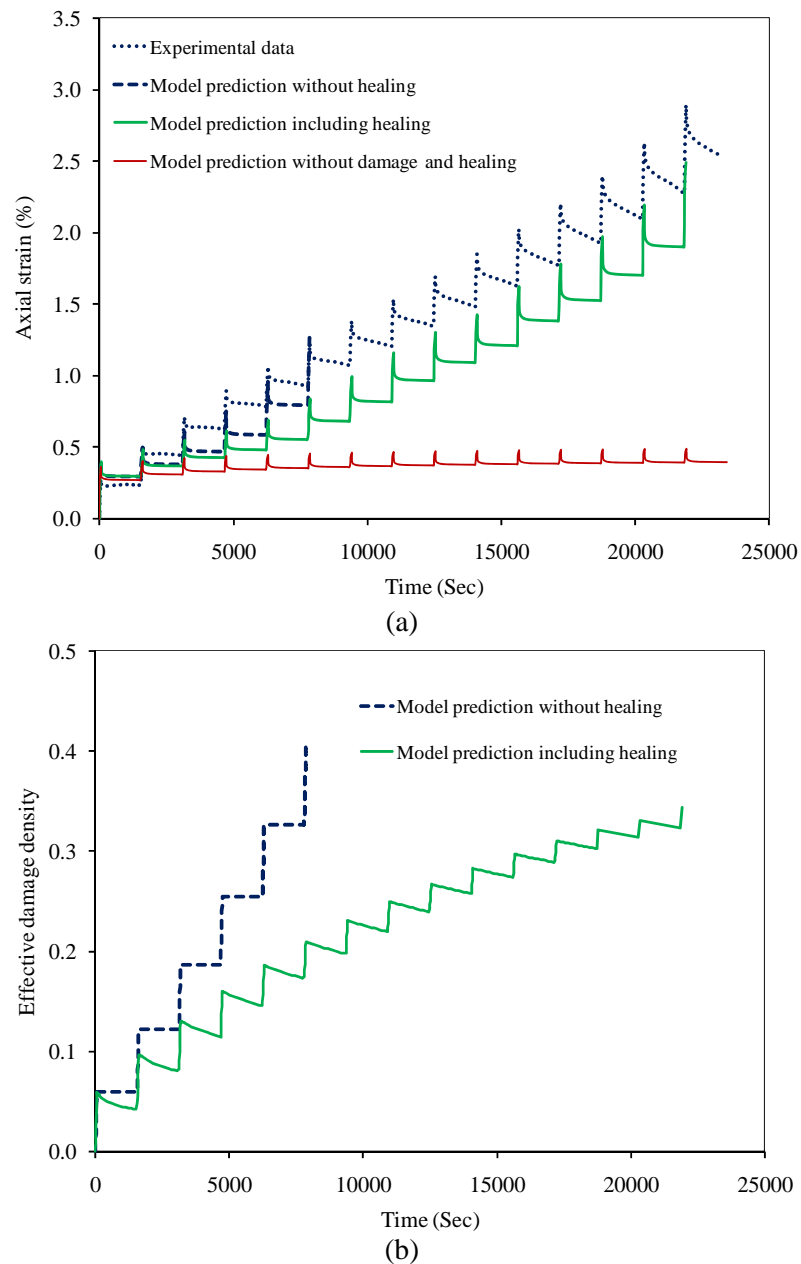 3.5
3.0
2.5
2.0
1.5
1.0
0.5
0.0
Axial strain (%)
Experimental data
Model prediction without healing
Model prediction including healing
Model prediction without damage and healing
0 5000 10000 15000 20000 25000
Time (Sec)
(a)
0.5
0.4
0.3
0.2
0.1
0.0
Effective damage density
Model prediction without healing
Model prediction including healing
0 5000 10000 15000 20000 25000
Time (Sec)
(b)